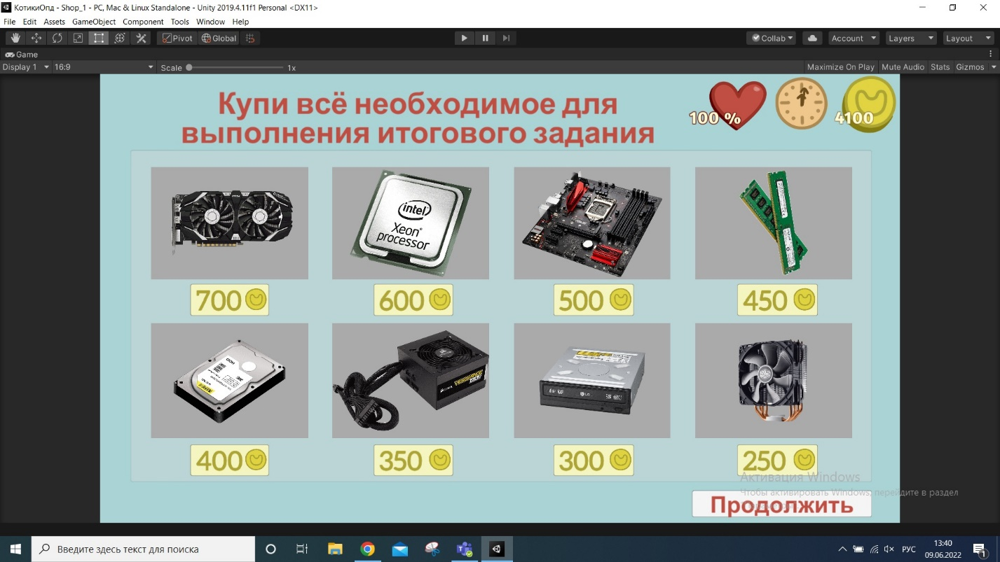 КотикиОпд - Shop_1 - PC, Mac & Linux Standalone - Unity 2019.4.11f1 Personal <DX11>
File Edit Assets GameObject Component Tools Window Help
Pivot Global Collab Account Layers Layout
Game
Display 1 16:9 Scale 1x Maximize On Play Mute Audio Stats Gizmos
Купи всё необходимое для
выполнения итогового задания
100 % 4100
intel
Xeon®
processor
700 600 500 450
HDD
VENGEANCE
LG
400 350 300 250
Активация Windows
Чтобы активировать Windows, перейдите в раздел
Продолжить
Введите здесь текст для поиска
РУС
13:40
09.06.2022
1